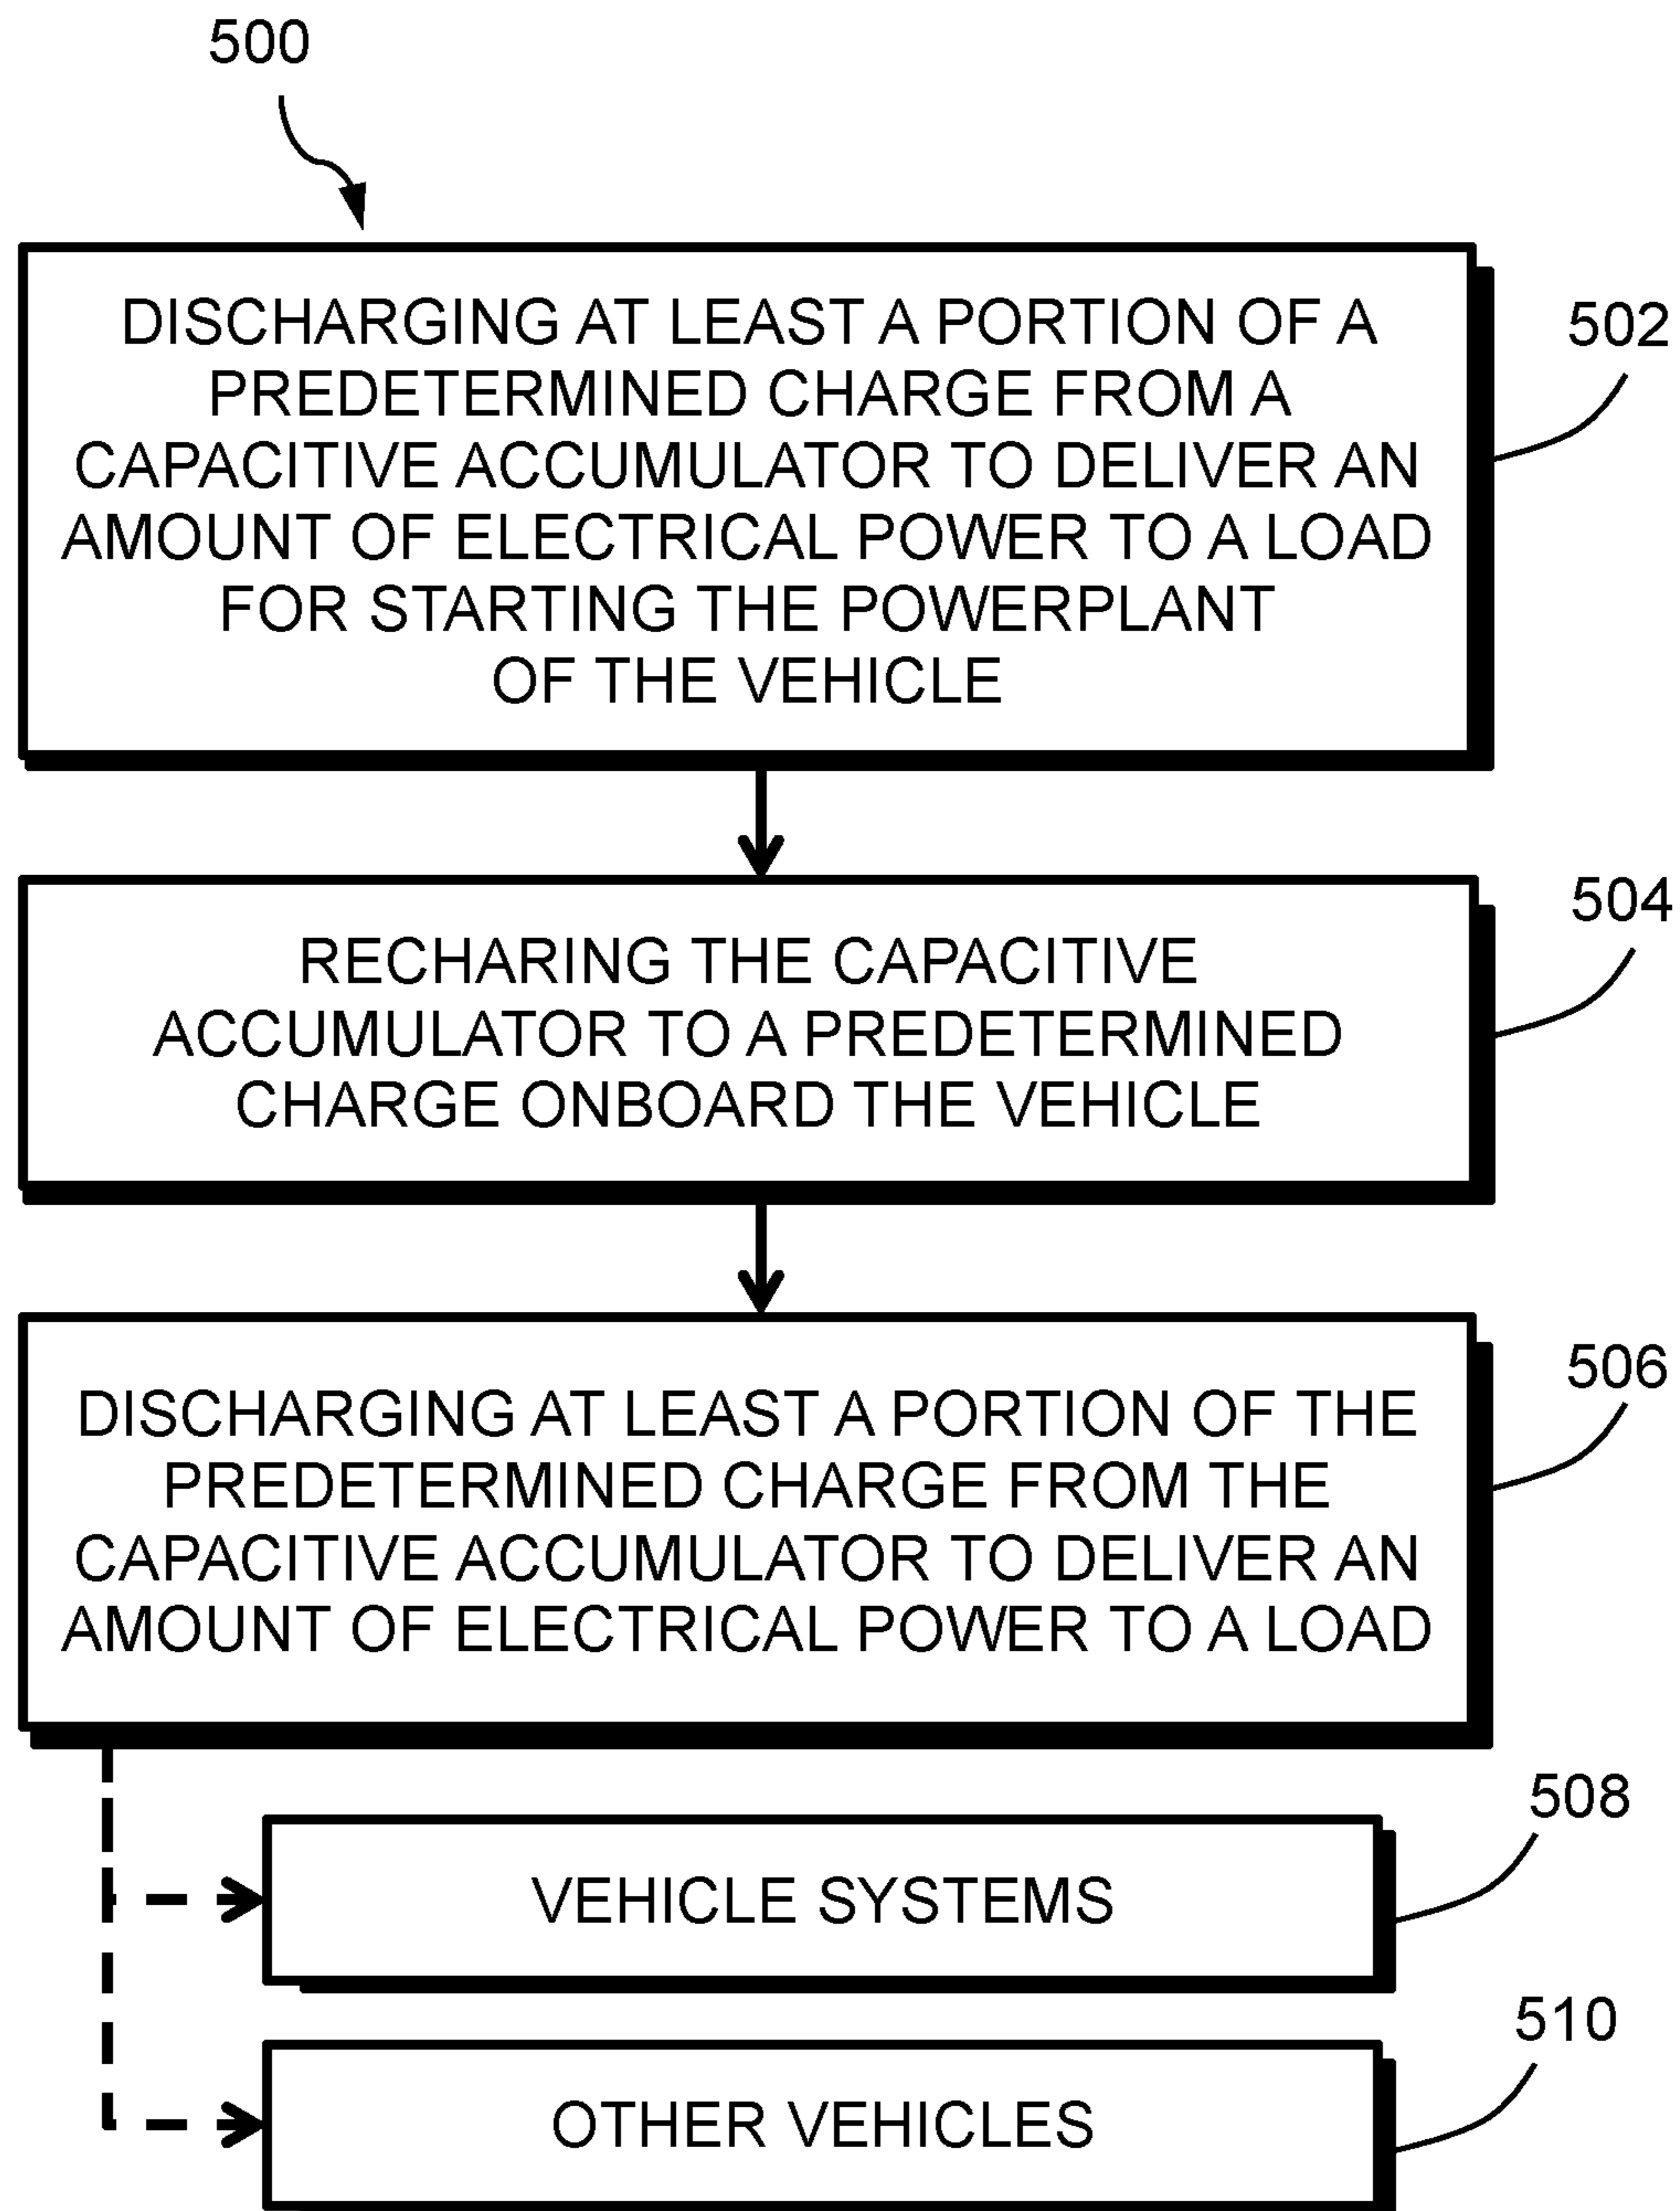 500
DISCHARGING AT LEAST A PORTION OF A
PREDETERMINED CHARGE FROM A
CAPACITIVE ACCUMULATOR TO DELIVER AN
AMOUNT OF ELECTRICAL POWER TO A LOAD
FOR STARTING THE POWERPLANT
OF THE VEHICLE
502
RECHARING THE CAPACITIVE
ACCUMULATOR TO A PREDETERMINED
CHARGE ONBOARD THE VEHICLE
504
DISCHARGING AT LEAST A PORTION OF THE
PREDETERMINED CHARGE FROM THE
CAPACITIVE ACCUMULATOR TO DELIVER AN
AMOUNT OF ELECTRICAL POWER TO A LOAD
506
VEHICLE SYSTEMS
508
OTHER VEHICLES
510